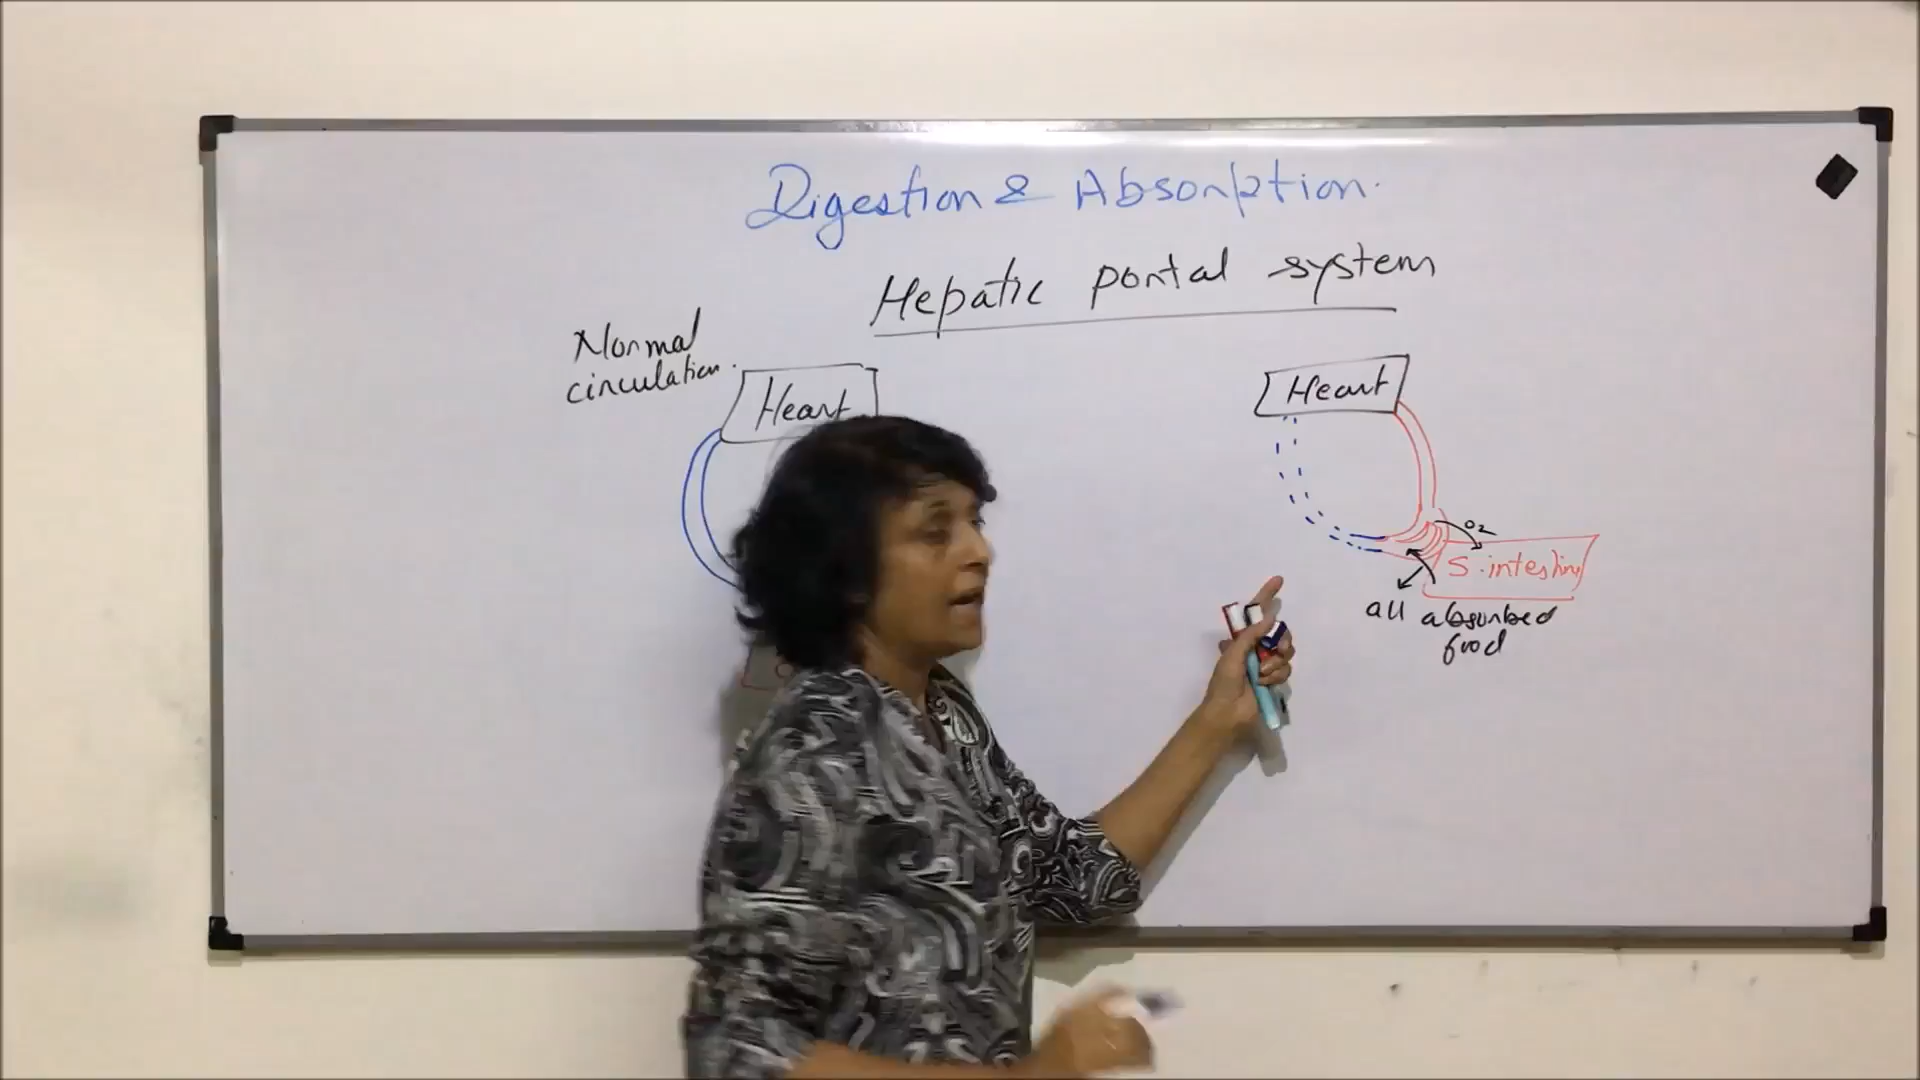 Digestion & Absorption.
Hepatic portal system
Normal
circulation.
Heart
Heart
O2
S. intestine
all absorbed
food